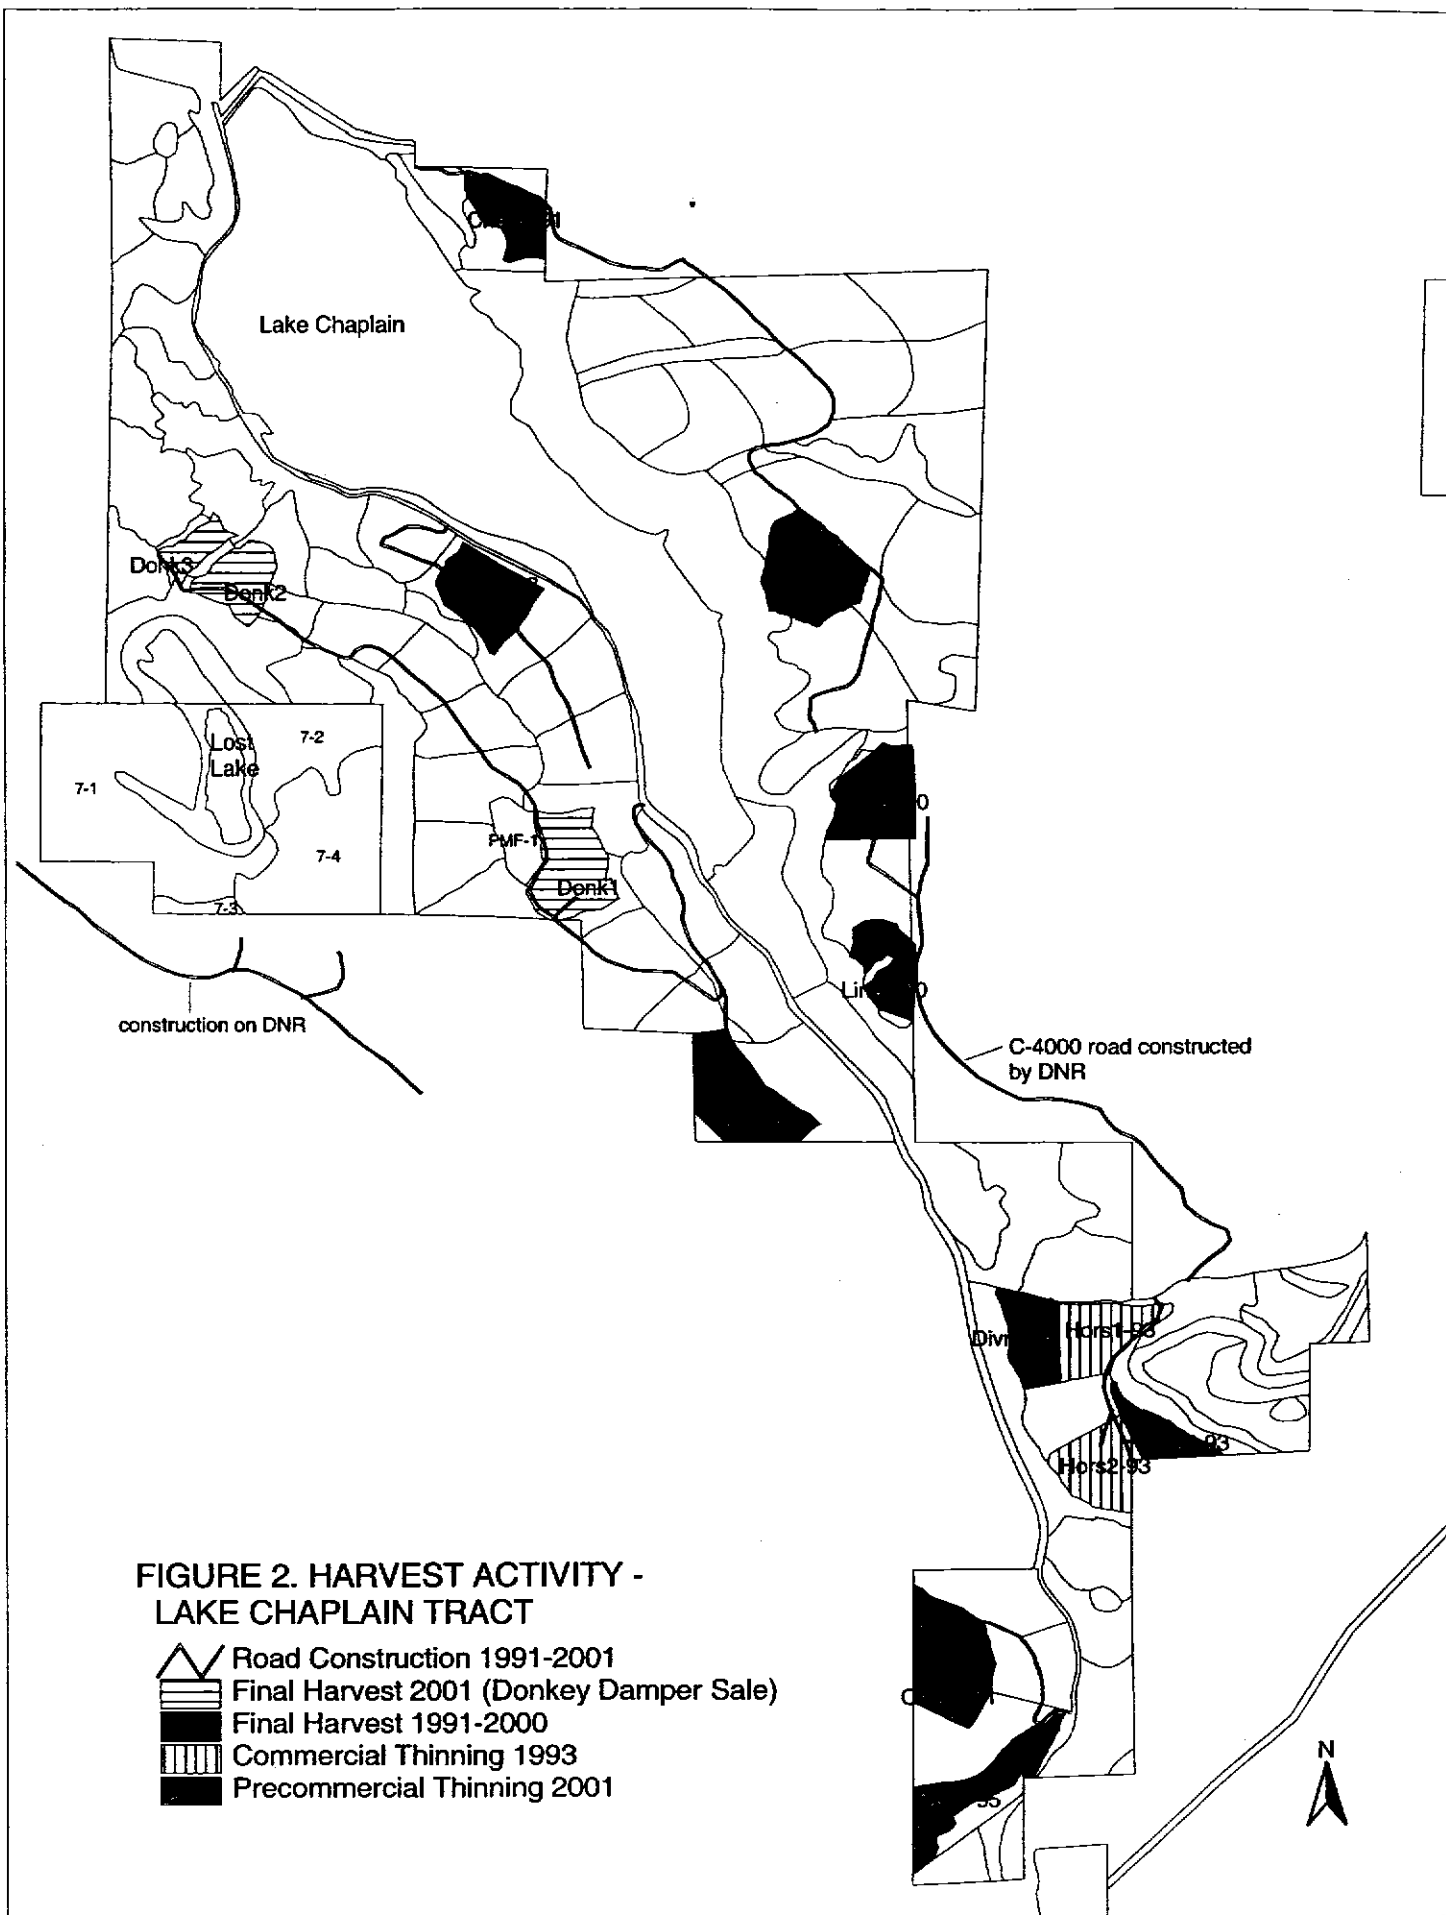 Lake Chaplain
Donk3
Donk2
Lost
Lake
7-2
7-1
7-4
7-3
PMF-1
Donk1
construction on DNR
C-4000 road constructed
by DNR
Hors1-93
Hors2-93
FIGURE 2. HARVEST ACTIVITY -
LAKE CHAPLAIN TRACT
Road Construction 1991-2001
Final Harvest 2001 (Donkey Damper Sale)
Final Harvest 1991-2000
Commercial Thinning 1993
Precommercial Thinning 2001
N